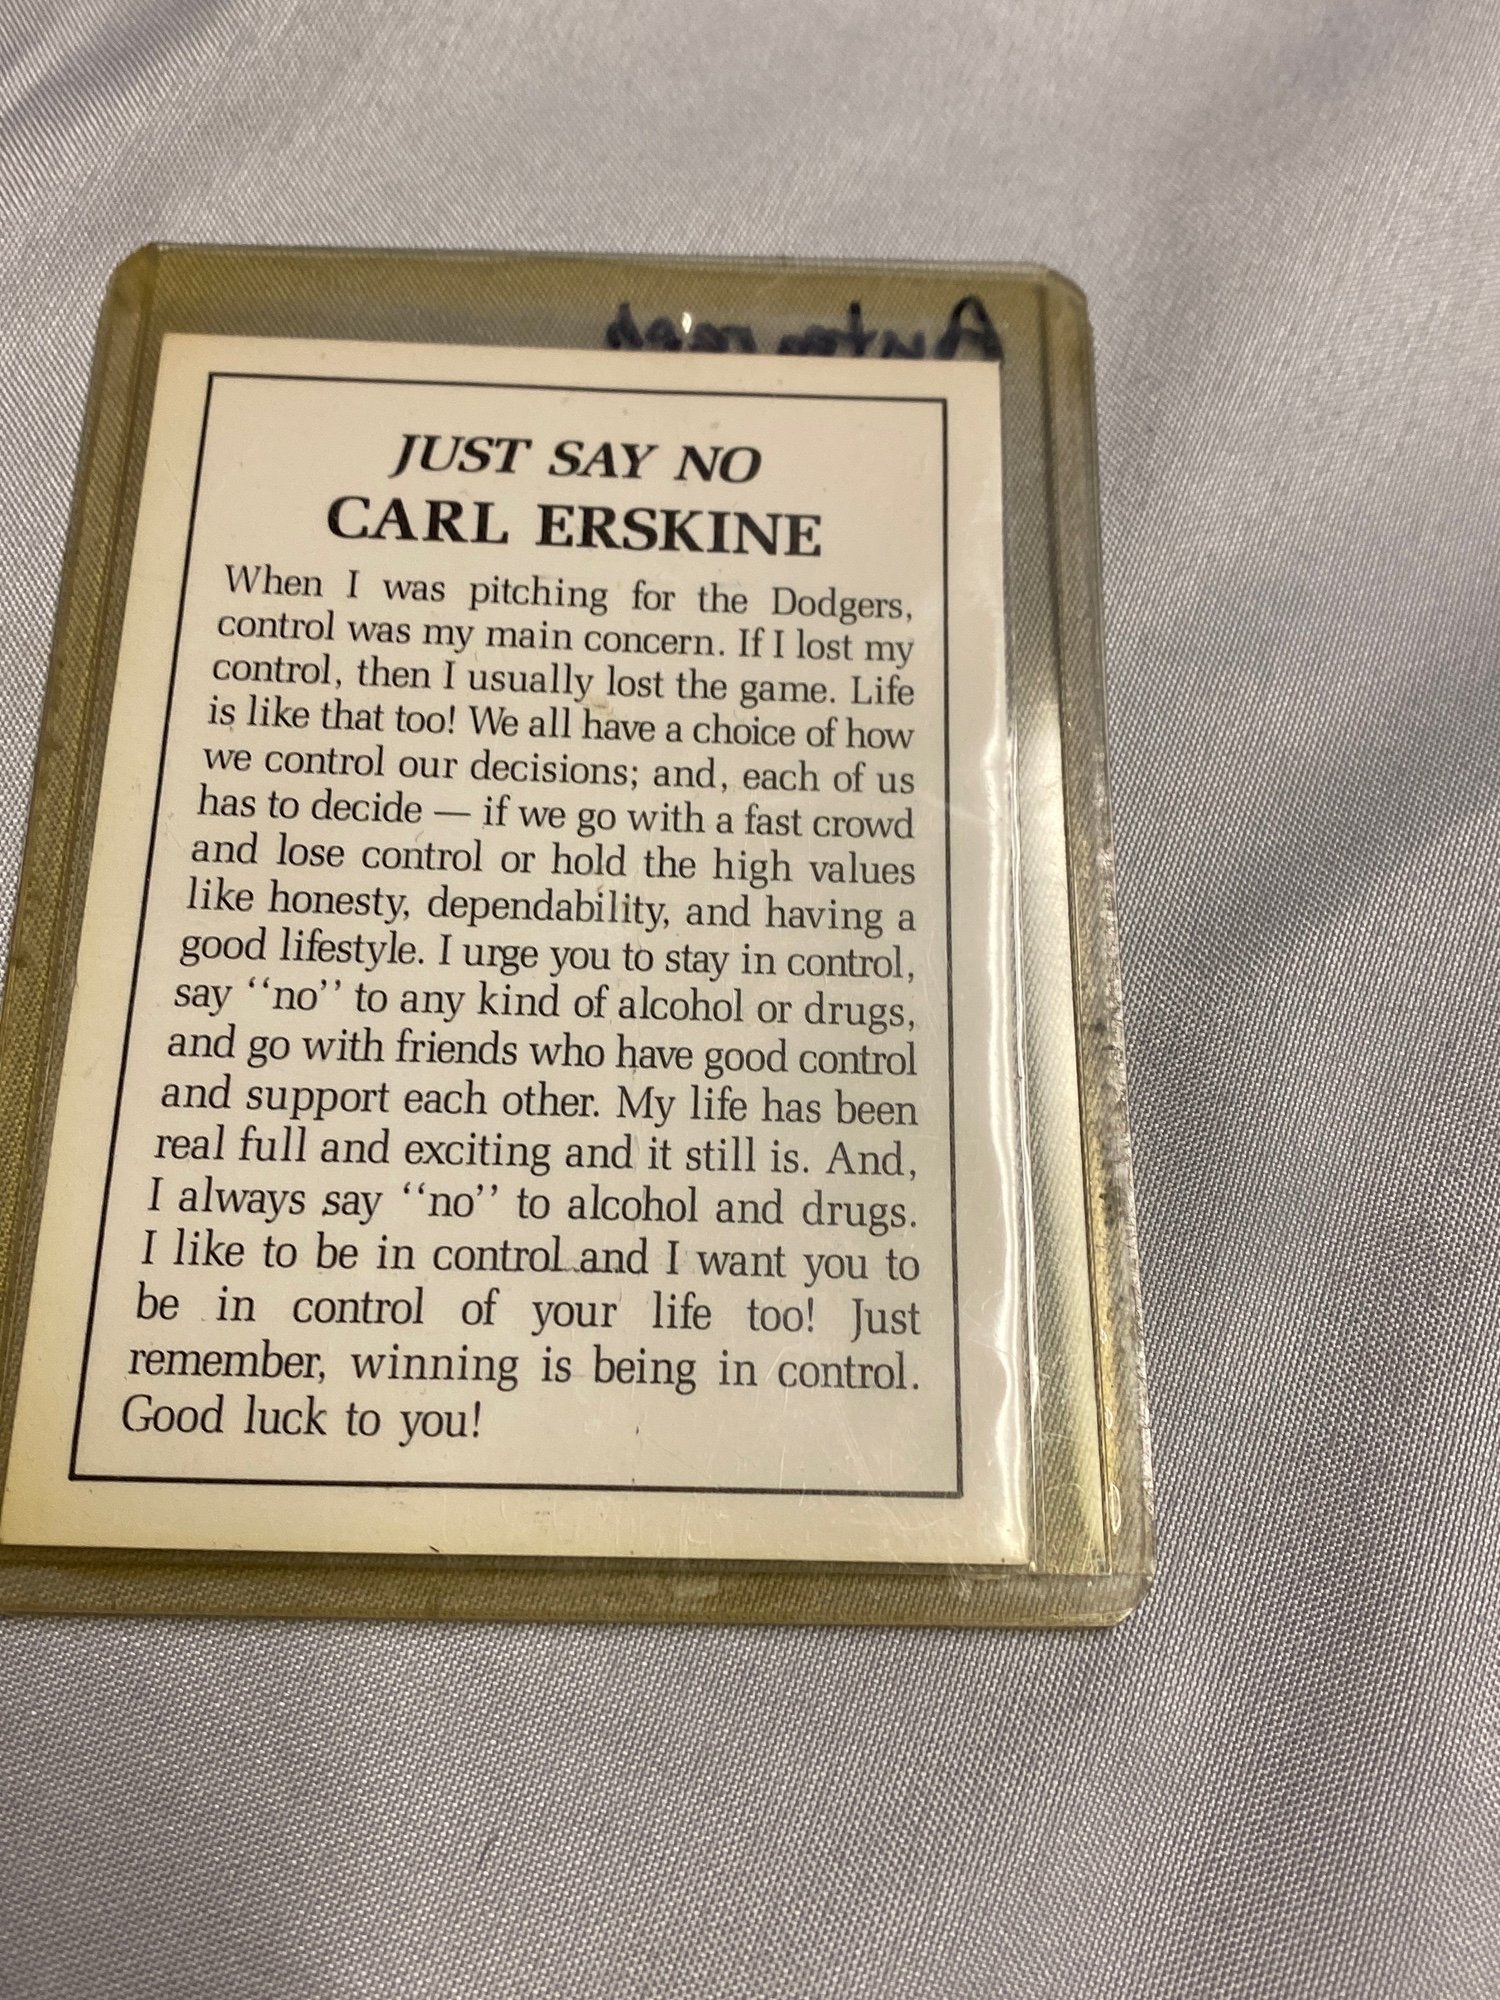 JUST SAY NO
CARL ERSKINE
When I was pitching for the Dodgers,
control was my main concern. If I lost my
control, then I usually lost the game. Life
is like that too! We all have a choice of how
we control our decisions; and, each of us
has to decide — if we go with a fast crowd
and lose control or hold the high values
like honesty, dependability, and having a
good lifestyle. I urge you to stay in control,
say ‘‘no’’ to any kind of alcohol or drugs,
and go with friends who have good control
and support each other. My life has been
real full and exciting and it still is. And,
I always say ‘‘no’’ to alcohol and drugs.
I like to be in control and I want you to
be in control of your life too! Just
remember, winning is being in control.
Good luck to you!